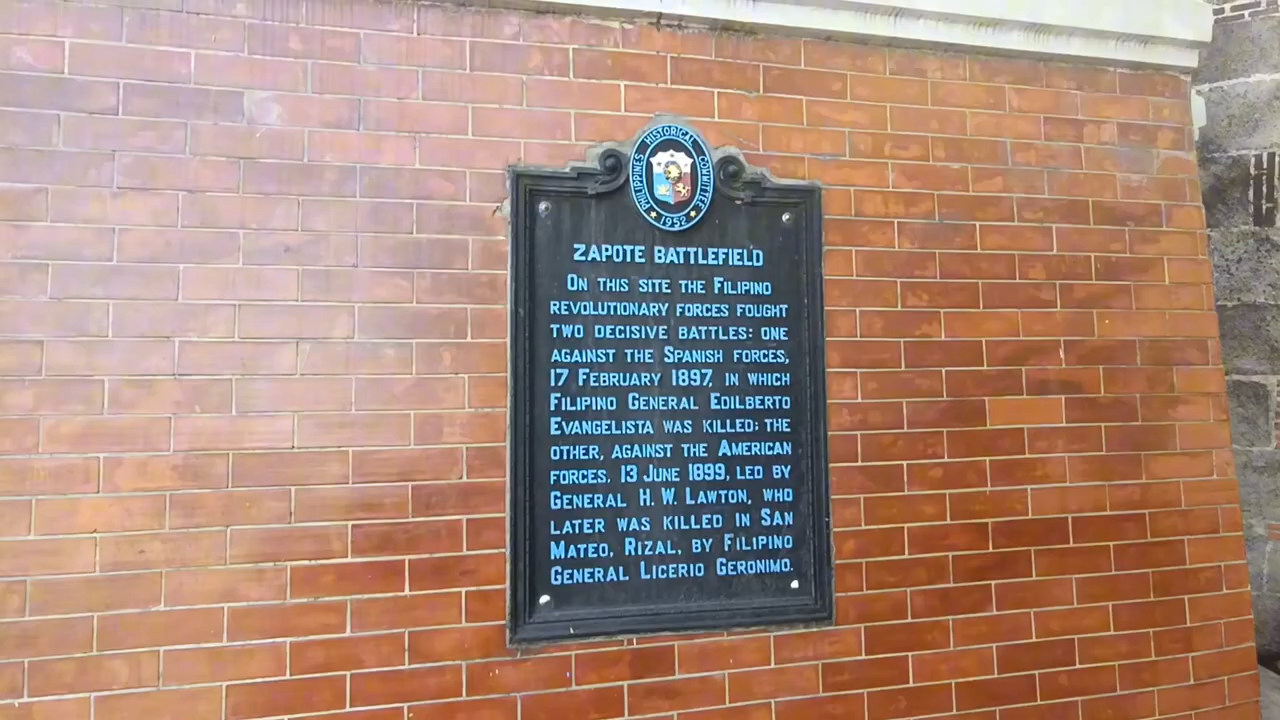 PHILIPPINES HISTORICAL COMMITTEE
1952
ZAPOTE BATTLEFIELD
ON THIS SITE THE FILIPINO
REVOLUTIONARY FORCES FOUGHT
TWO DECISIVE BATTLES: ONE
AGAINST THE SPANISH FORCES,
17 FEBRUARY 1897, IN WHICH
FILIPINO GENERAL EDILBERTO
EVANGELISTA WAS KILLED; THE
OTHER, AGAINST THE AMERICAN
FORCES, 13 JUNE 1899, LED BY
GENERAL H. W. LAWTON, WHO
LATER WAS KILLED IN SAN
MATEO, RIZAL, BY FILIPINO
GENERAL LICERIO GERONIMO.